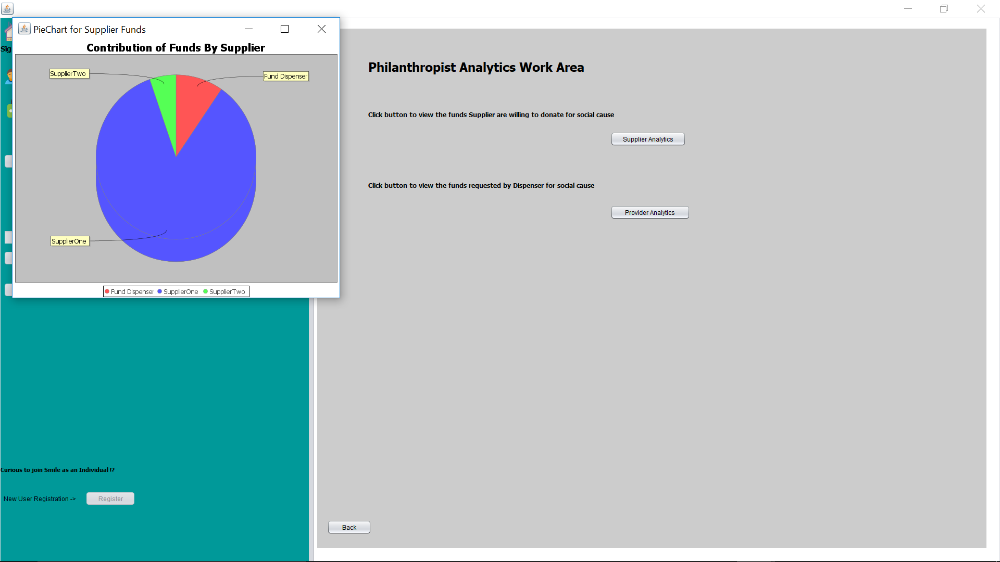 PieChart for Supplier Funds
Contribution of Funds By Supplier
SupplierTwo
Fund Dispenser
SupplierOne
Fund Dispenser SupplierOne SupplierTwo
Sig
Philanthropist Analytics Work Area
Click button to view the funds Supplier are willing to donate for social cause
Supplier Analytics
Click button to view the funds requested by Dispenser for social cause
Provider Analytics
Curious to join Smile as an Individual !?
New User Registration -> Register
Back